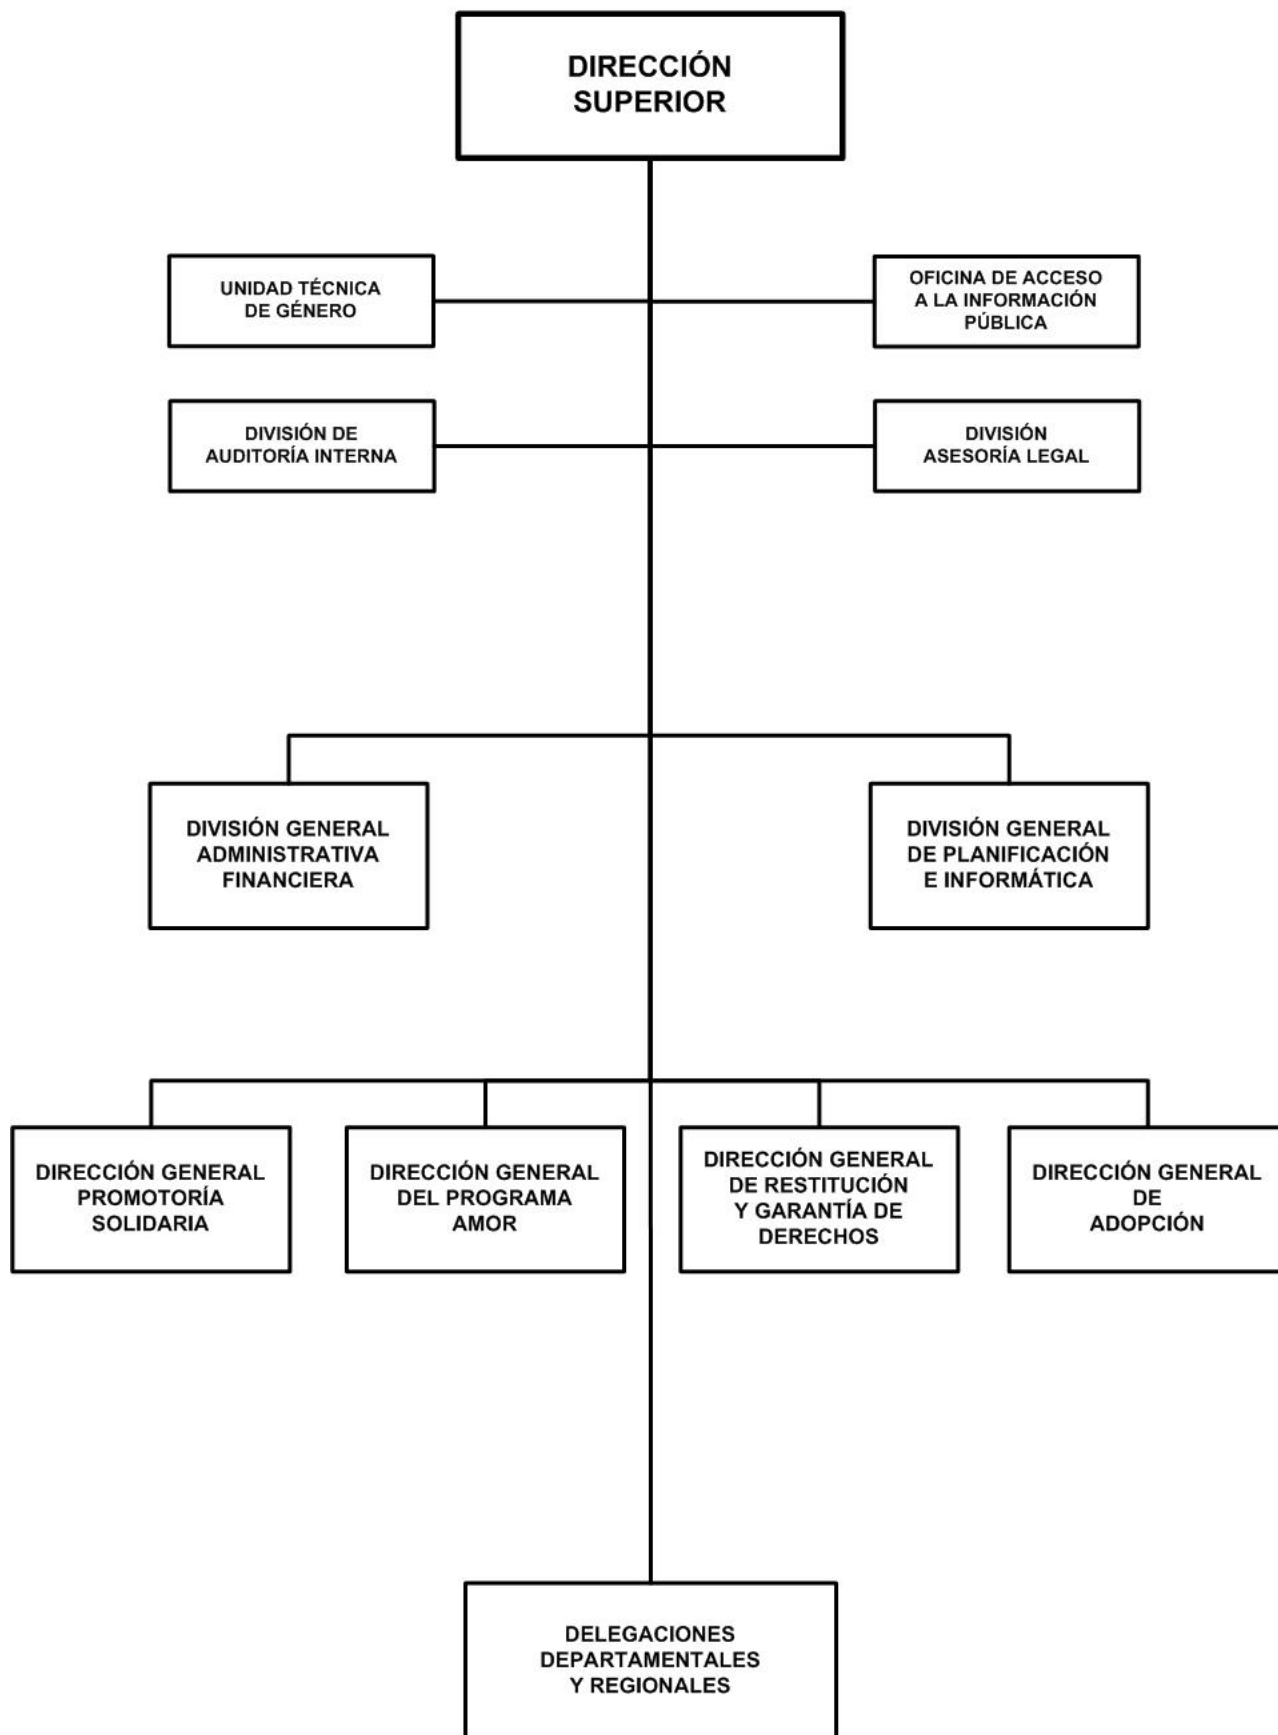 DIRECCIÓN
SUPERIOR
UNIDAD TÉCNICA
DE GÉNERO
OFICINA DE ACCESO
A LA INFORMACIÓN
PÚBLICA
DIVISIÓN DE
AUDITORÍA INTERNA
DIVISIÓN
ASESORÍA LEGAL
DIVISIÓN GENERAL
ADMINISTRATIVA
FINANCIERA
DIVISIÓN GENERAL
DE PLANIFICACIÓN
E INFORMÁTICA
DIRECCIÓN GENERAL
PROMOTORÍA
SOLIDARIA
DIRECCIÓN GENERAL
DEL PROGRAMA
AMOR
DIRECCIÓN GENERAL
DE RESTITUCIÓN
Y GARANTÍA DE
DERECHOS
DIRECCIÓN GENERAL
DE
ADOPCIÓN
DELEGACIONES
DEPARTAMENTALES
Y REGIONALES